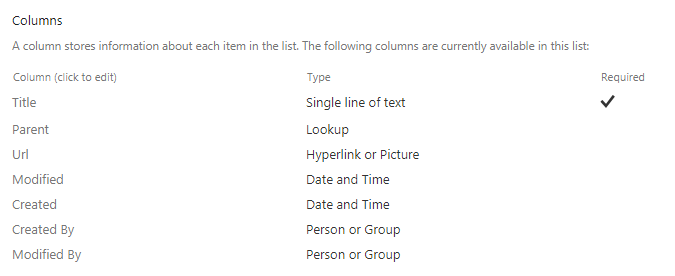 Columns
A column stores information about each item in the list. The following columns are currently available in this list:
Column (click to edit) Type Required
Title Single line of text
Parent Lookup
Url Hyperlink or Picture
Modified Date and Time
Created Date and Time
Created By Person or Group
Modified By Person or Group